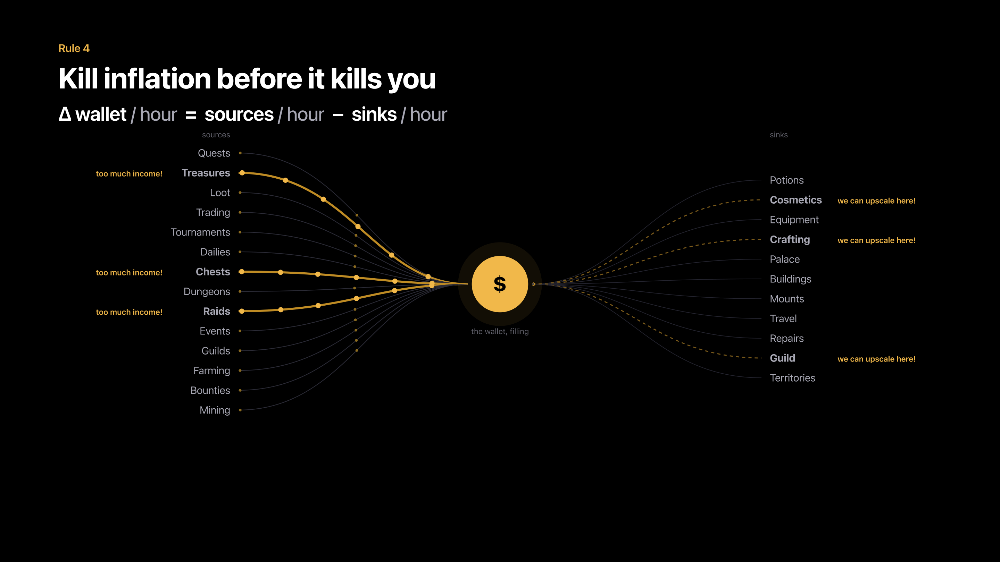 Rule 4
Kill inflation before it kills you
Δ wallet / hour = sources / hour – sinks / hour
sources
Quests
too much income! Treasures
Loot
Trading
Tournaments
Dailies
too much income! Chests
Dungeons
too much income! Raids
Events
Guilds
Farming
Bounties
Mining
$
the wallet, filling
sinks
Potions
Cosmetics we can upscale here!
Equipment
Crafting we can upscale here!
Palace
Buildings
Mounts
Travel
Repairs
Guild we can upscale here!
Territories